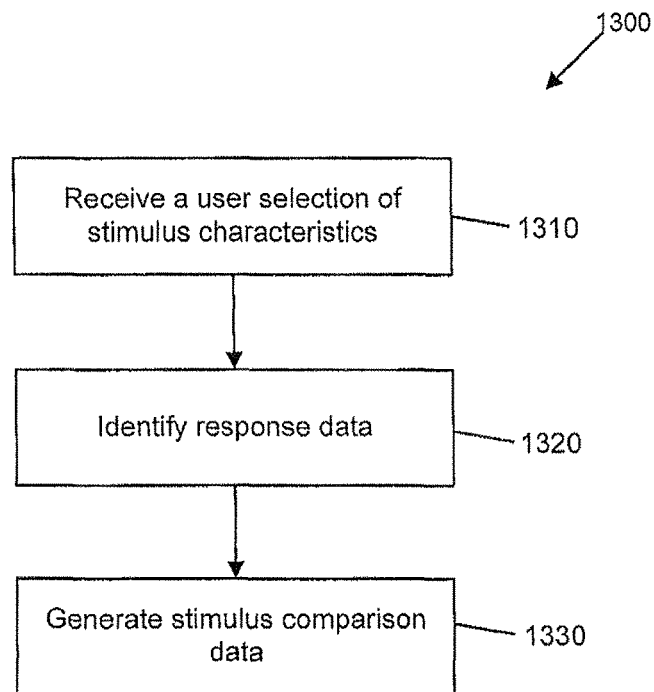 1300
Receive a user selection of
stimulus characteristics
1310
Identify response data
1320
Generate stimulus comparison
data
1330